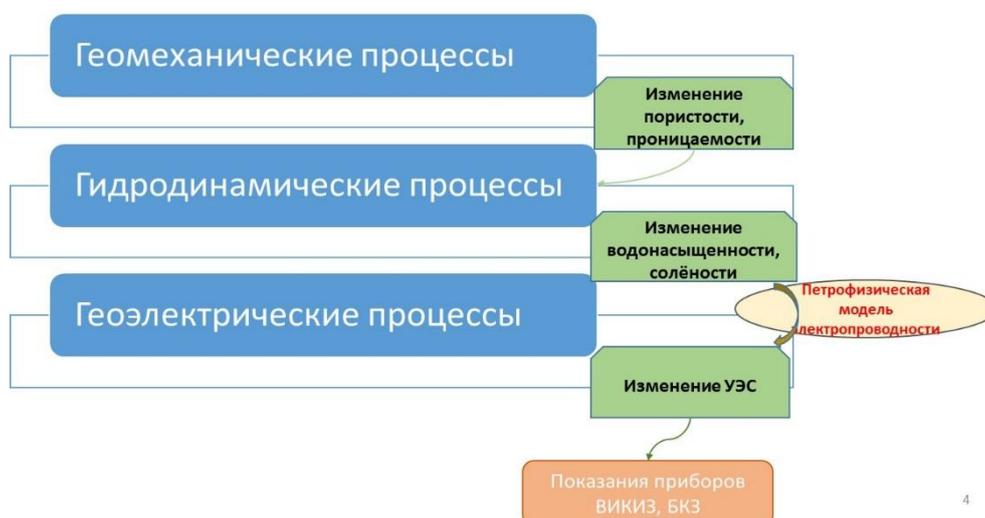 Геомеханические процессы
Изменение
пористости,
проницаемости
Гидродинамические процессы
Изменение
водонасыщенности,
солёности
Геоэлектрические процессы
Петрофизическая
модель
электропроводности
Изменение УЭС
Показания приборов
ВИКИЗ, БКЗ
4